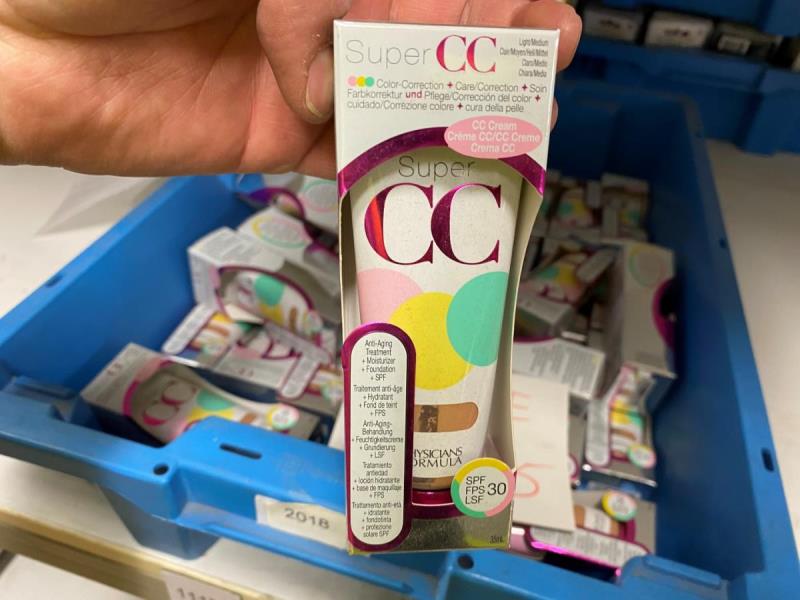 Super CC
Light/Medium
Clair/Moyen/Hell/Mittel
Claro/Medio
Chiara/Media
Color-Correction + Care/Correction + Soin
Farbkorrektur und Pflege/Corrección del color +
cuidado/Correzione colore + cura della pelle
CC Cream
Crème CC/CC Creme
Crema CC
Super
CC
Anti-Aging
Treatment
+ Moisturizer
+ Foundation
+ SPF
Traitement anti-âge
+ Hydratant
+ Fond de teint
+ FPS
Anti-Aging-
Behandlung
+ Feuchtigkeitscreme
+ Grundierung
+ LSF
Tratamiento
antiedad
+ loción hidratante
+ base de maquillaje
+ FPS
Trattamento anti-età
+ idratante
+ fondotinta
+ protezione
solare SPF
PHYSICIANS
FORMULA
SPF
FPS 30
LSF
35mL
CC
2018